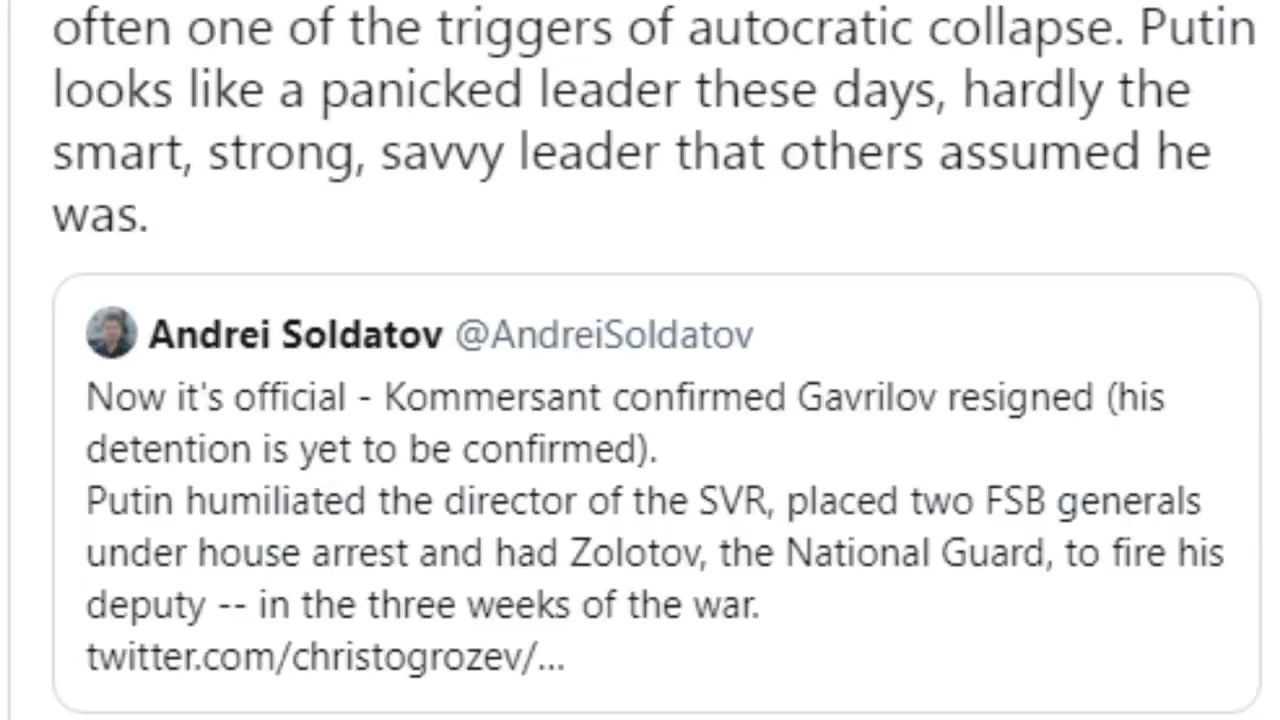 often one of the triggers of autocratic collapse. Putin
looks like a panicked leader these days, hardly the
smart, strong, savvy leader that others assumed he
was.
Andrei Soldatov @AndreiSoldatov
Now it's official - Kommersant confirmed Gavrilov resigned (his
detention is yet to be confirmed).
Putin humiliated the director of the SVR, placed two FSB generals
under house arrest and had Zolotov, the National Guard, to fire his
deputy -- in the three weeks of the war.
twitter.com/christogrozev/...